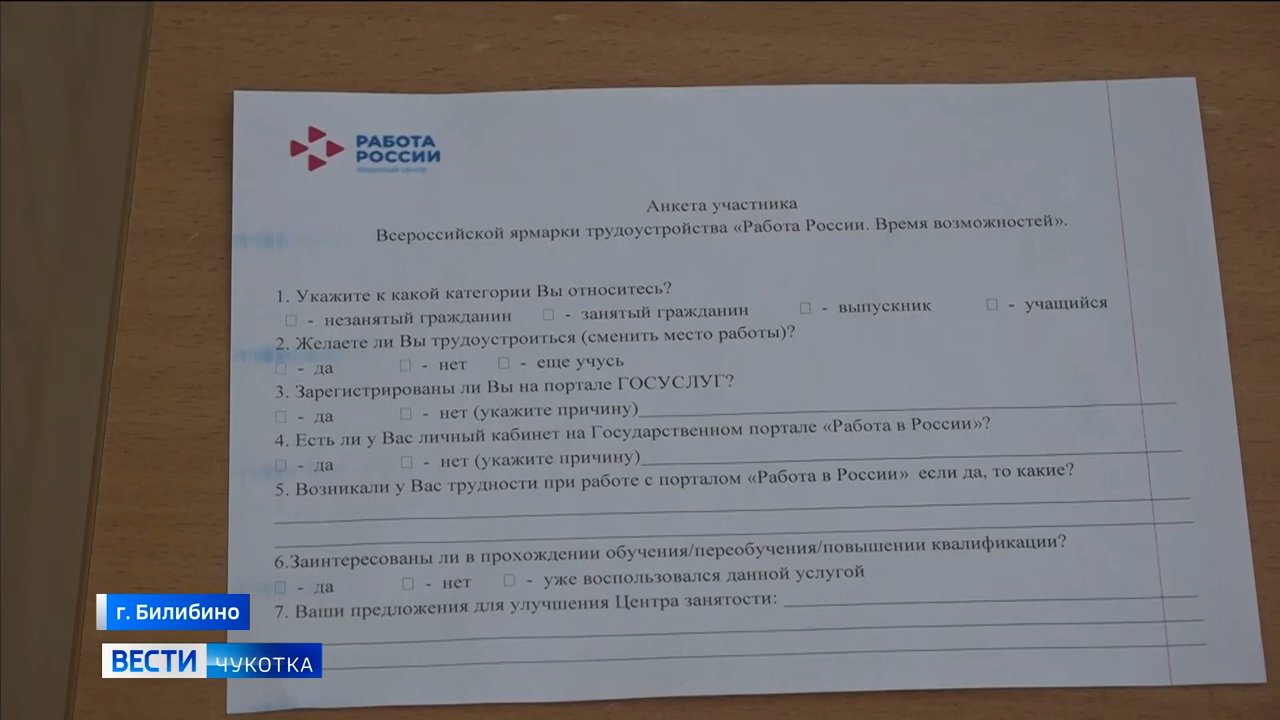 РАБОТА
РОССИИ
Кадровый центр
Анкета участника
Всероссийской ярмарки трудоустройства «Работа России. Время возможностей».
1. Укажите к какой категории Вы относитесь?
☐ - незанятый гражданин ☐ - занятый гражданин ☐ - выпускник ☐ - учащийся
2. Желаете ли Вы трудоустроиться (сменить место работы)?
☐ - да ☐ - нет ☐ - еще учусь
3. Зарегистрированы ли Вы на портале ГОСУСЛУГ?
☐ - да ☐ - нет (укажите причину)
4. Есть ли у Вас личный кабинет на Государственном портале «Работа в России»?
☐ - да ☐ - нет (укажите причину)
5. Возникали у Вас трудности при работе с порталом «Работа в России» если да, то какие?
6.Заинтересованы ли в прохождении обучения/переобучения/повышении квалификации?
☐ - да ☐ - нет ☐ - уже воспользовался данной услугой
7. Ваши предложения для улучшения Центра занятости:
г. Билибино
ВЕСТИ ЧУКОТКА